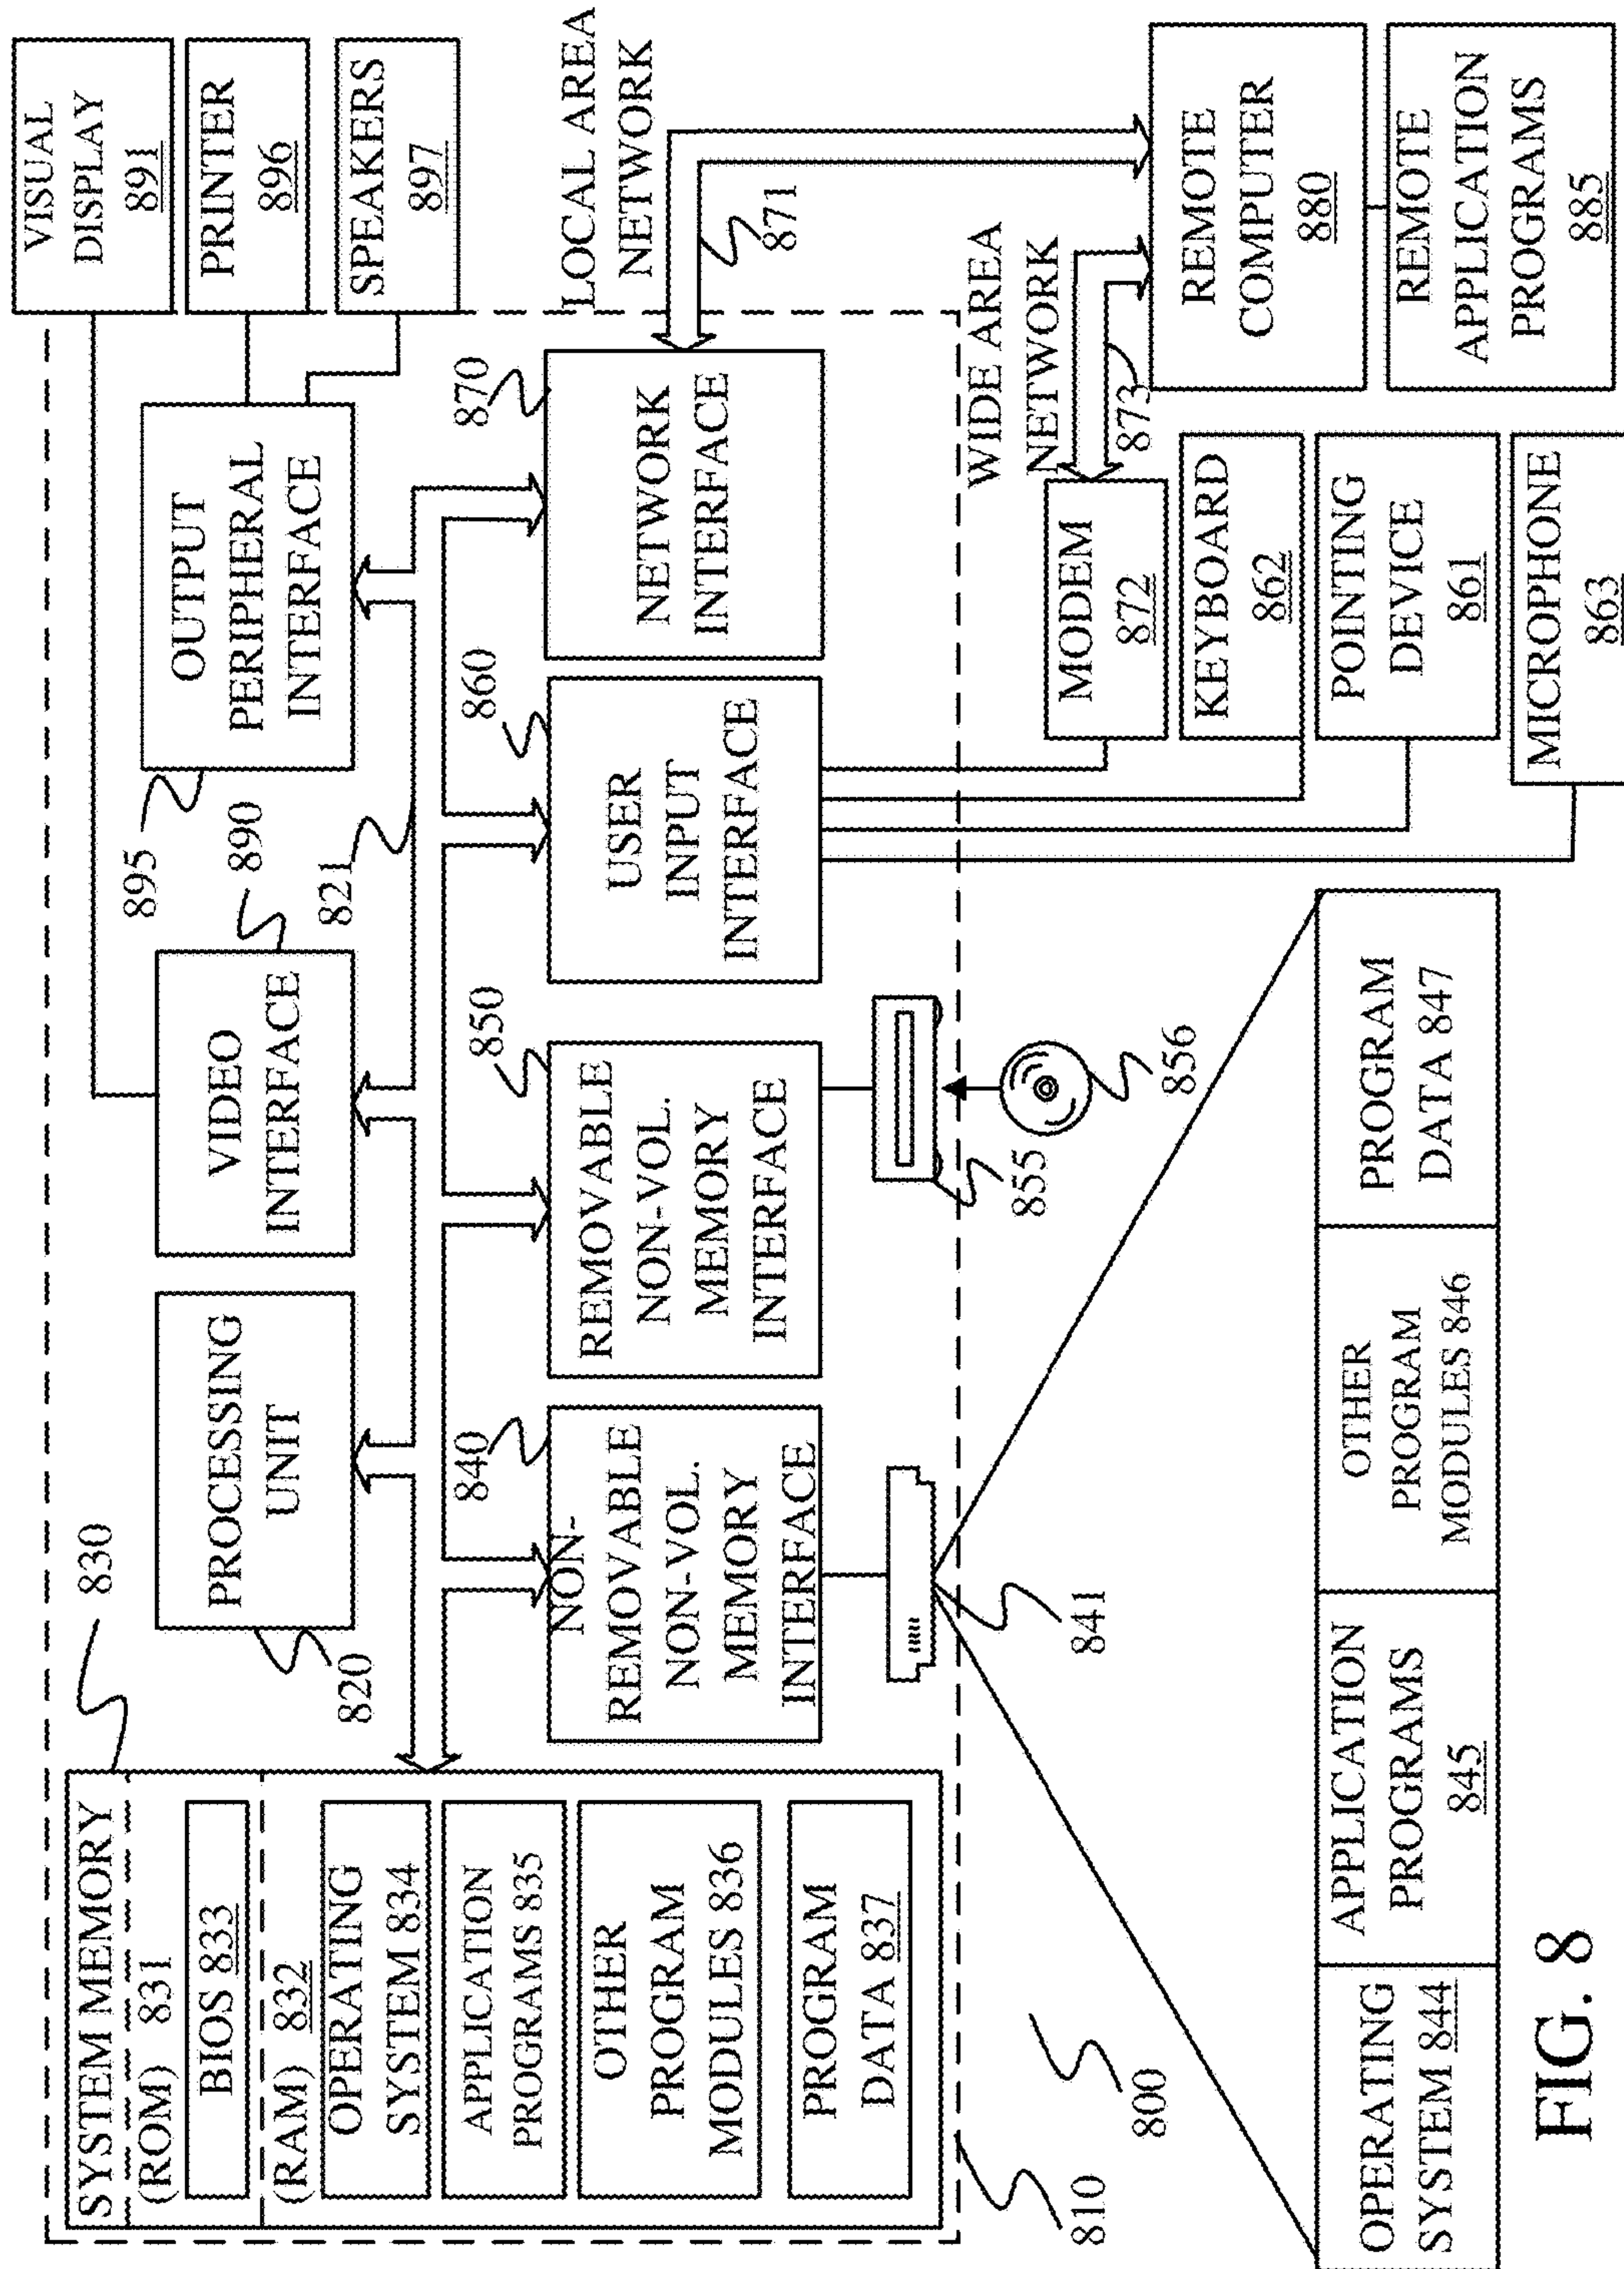 SYSTEM MEMORY
(ROM) 831
BIOS 833
(RAM) 832
OPERATING
SYSTEM 834
APPLICATION
PROGRAMS 835
OTHER
PROGRAM
MODULES 836
PROGRAM
DATA 837
830
PROCESSING
UNIT
820
VIDEO
INTERFACE
890
821
OUTPUT
PERIPHERAL
INTERFACE
895
VISUAL
DISPLAY
891
PRINTER
896
SPEAKERS
897
840
NON-
REMOVABLE
NON-VOL.
MEMORY
INTERFACE
850
REMOVABLE
NON-VOL.
MEMORY
INTERFACE
860
USER
INPUT
INTERFACE
870
NETWORK
INTERFACE
LOCAL AREA
NETWORK
871
841
855
856
WIDE AREA
NETWORK
873
MODEM
872
KEYBOARD
862
POINTING
DEVICE
861
MICROPHONE
863
REMOTE
COMPUTER
880
REMOTE
APPLICATION
PROGRAMS
885
810
800
OPERATING
SYSTEM 844
APPLICATION
PROGRAMS
845
OTHER
PROGRAM
MODULES 846
PROGRAM
DATA 847
FIG. 8